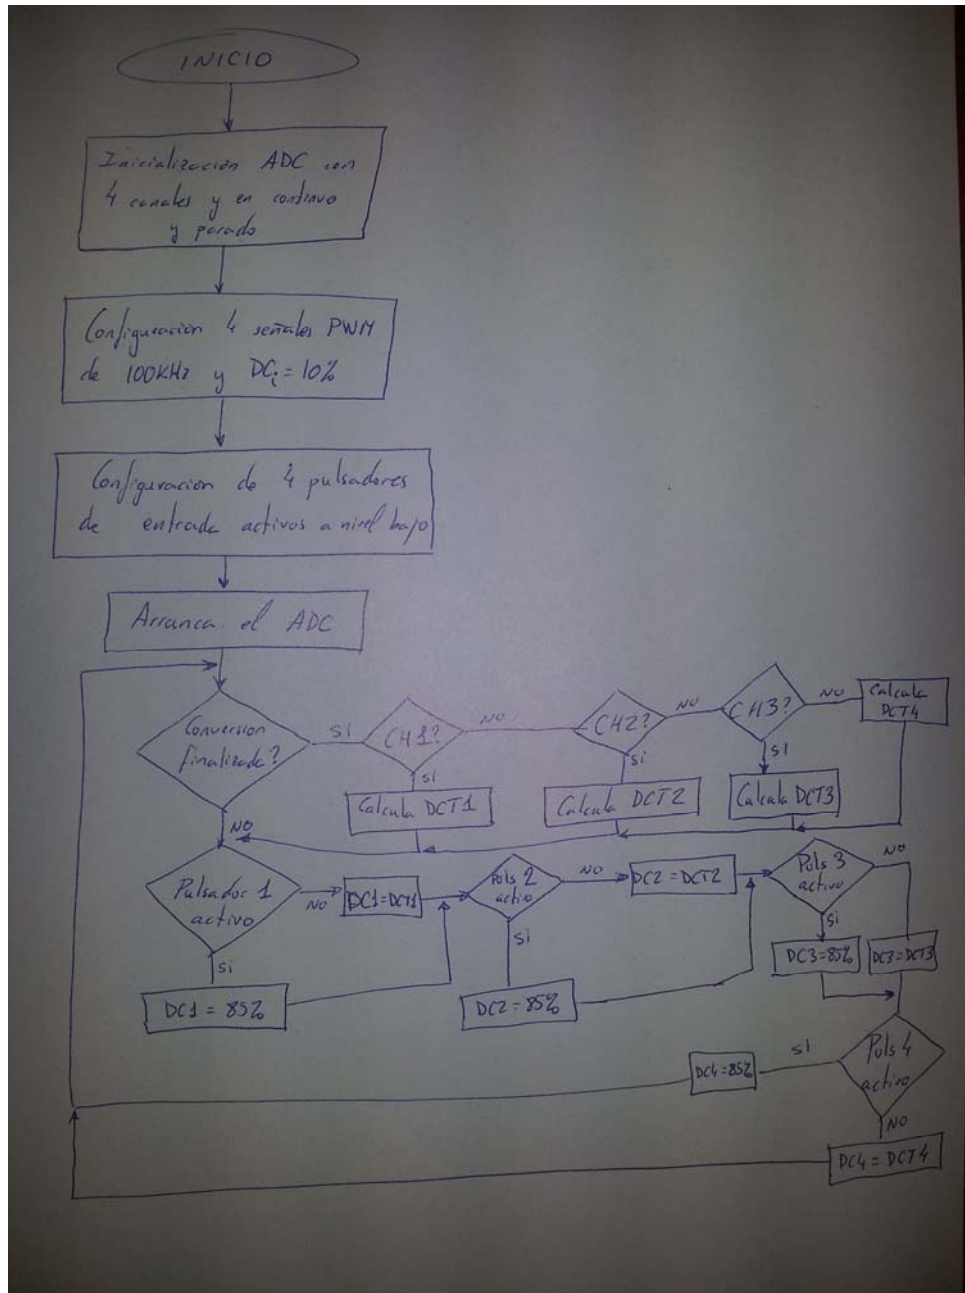 INICIO
Inicialización ADC con
4 canales y en continuo
y parado
Configuración 4 señales PWM
de 100KHz y DCi = 10%
Configuración de 4 pulsadores
de entrada activos a nivel bajo
Arranca el ADC
Conversion
finalizada?
SI
CH1?
NO
CH2?
NO
CH3?
NO
Calcula
DCT4
SI
Calcula DCT1
SI
Calcula DCT2
SI
Calcula DCT3
NO
Pulsador 1
activo
NO
DC1=DCT1
Puls 2
activo
NO
DC2=DCT2
Puls 3
activo
NO
SI
DC1 = 85%
SI
DC2 = 85%
SI
DC3=85%
DC3=DCT3
Puls 4
activo
SI
DC4=85%
NO
DC4 = DCT4